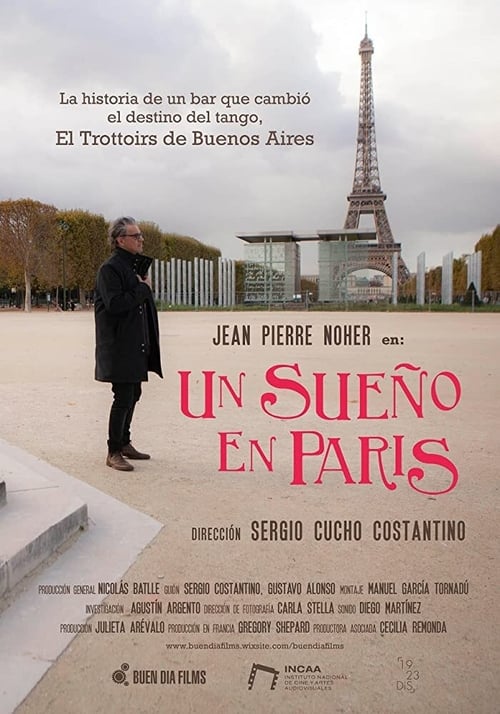 La historia de un bar que cambió
el destino del tango,
El Trottoirs de Buenos Aires
JEAN PIERRE NOHER en:
UN SUEÑO
EN PARIS
DIRECCIÓN SERGIO CUCHO COSTANTINO
PRODUCCIÓN GENERAL NICOLÁS BATLLE GUIÓN SERGIO COSTANTINO, GUSTAVO ALONSO MONTAJE MANUEL GARCÍA TORNADÚ
INVESTIGACIÓN AGUSTÍN ARGENTO DIRECCIÓN DE FOTOGRAFÍA CARLA STELLA SONIDO DIEGO MARTÍNEZ
PRODUCCIÓN JULIETA ARÉVALO PRODUCCIÓN EN FRANCIA GREGORY SHEPARD PRODUCTORA ASOCIADA CECILIA REMONDA
www.buendiafilms.wixsite.com/buendiafilms
BUEN DIA FILMS
INCAA
INSTITUTO NACIONAL
DE CINE Y ARTES
AUDIOVISUALES
19
23
DiS/